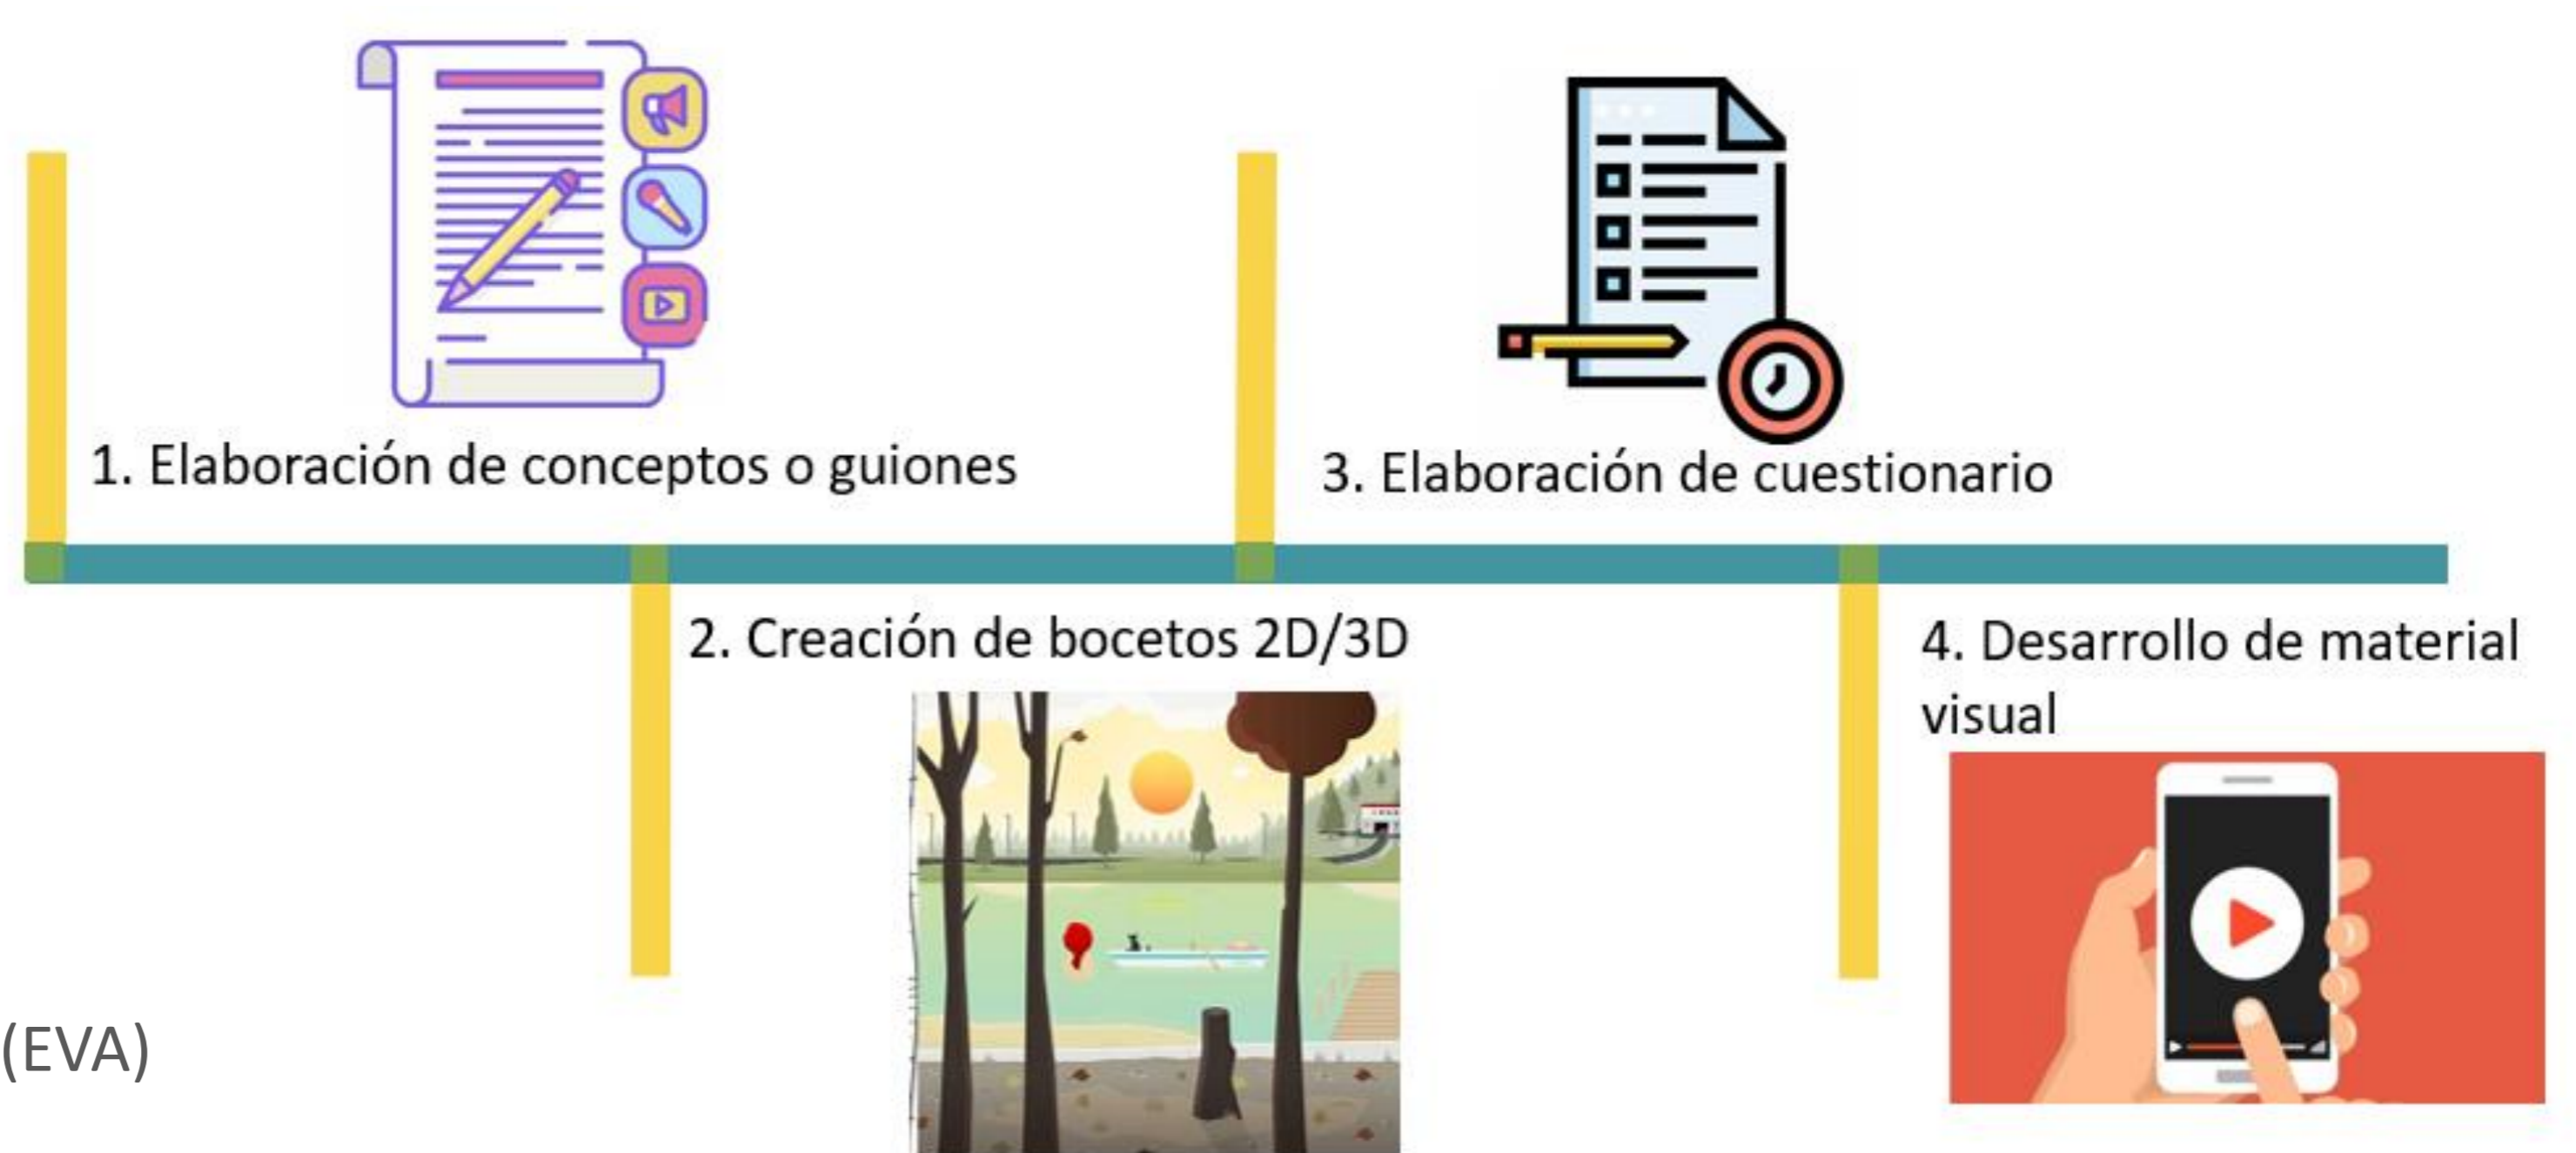 1. Elaboración de conceptos o guiones
3. Elaboración de cuestionario
2. Creación de bocetos 2D/3D
4. Desarrollo de material
visual
(EVA)